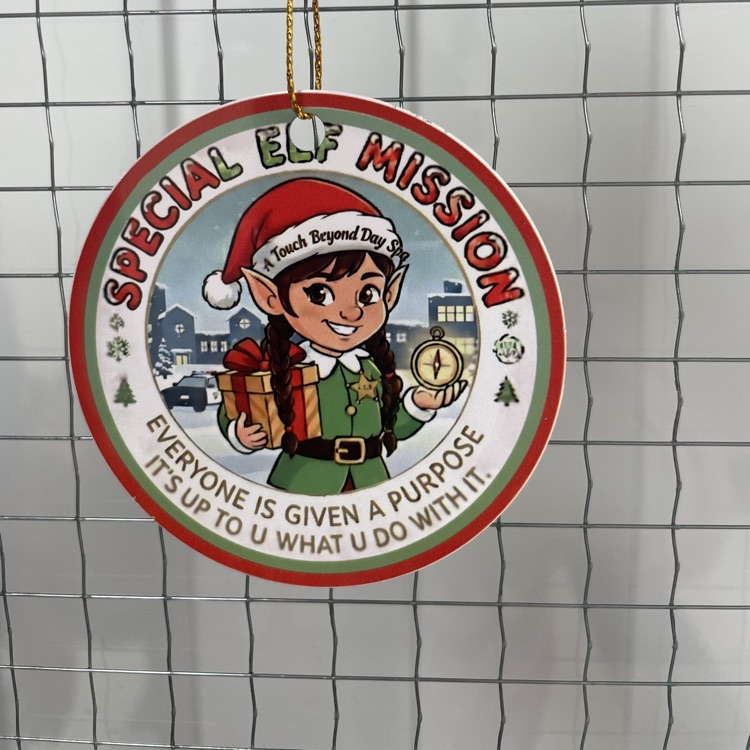 SPECIAL ELF MISSION
A Touch Beyond Day Spa
EVERYONE IS GIVEN A PURPOSE
IT'S UP TO U WHAT U DO WITH IT.